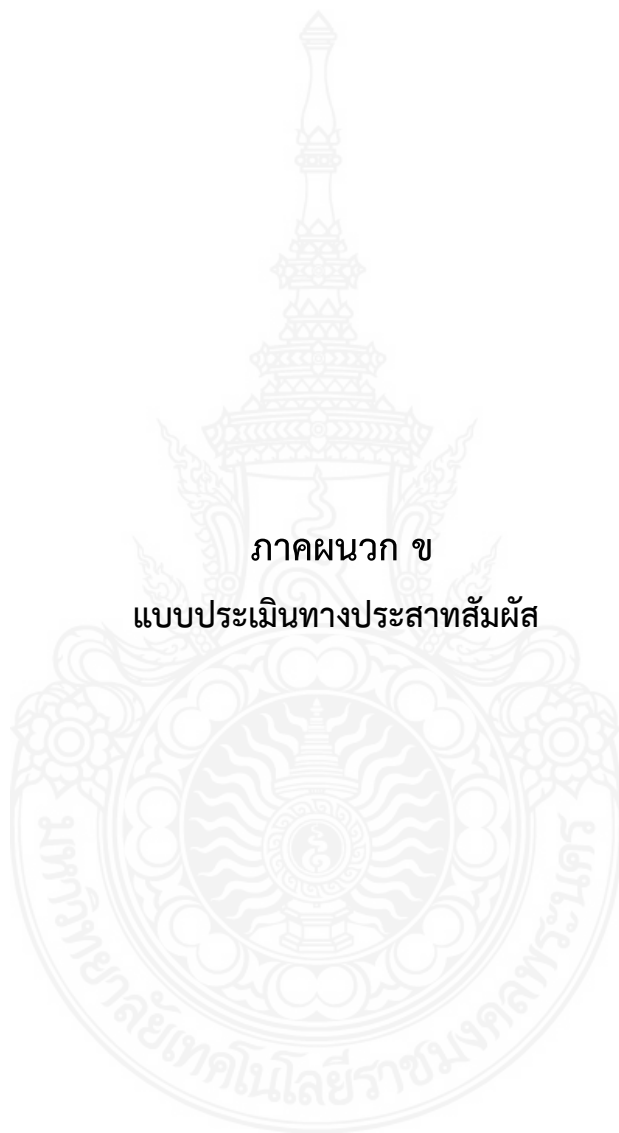 ภาคผนวก ข
แบบประเมินทางประสาทสัมผัส
มหาวิทยาลัยเทคโนโลยีราชมงคลพระนคร